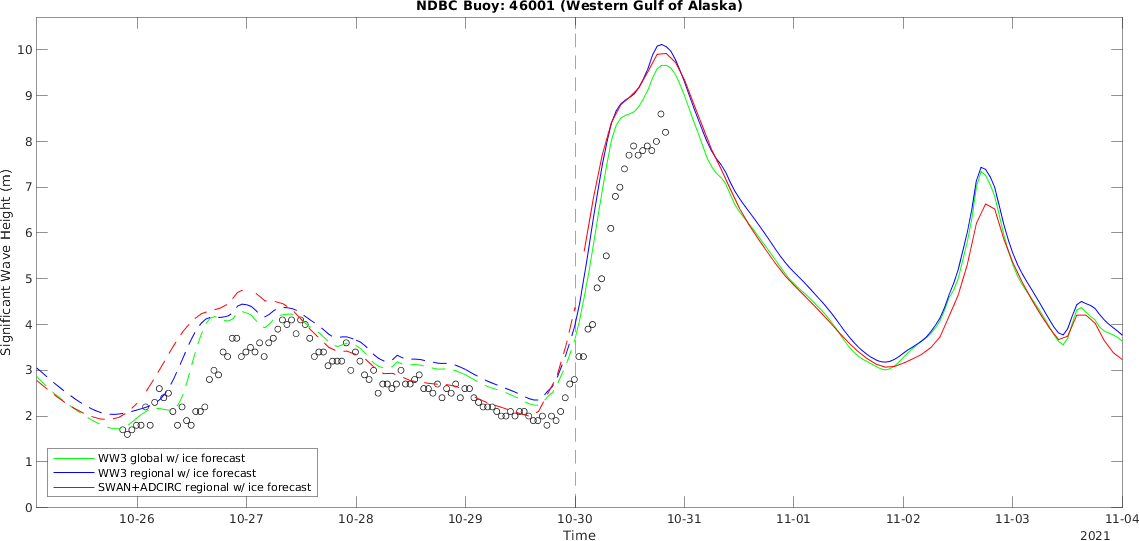 NDBC Buoy: 46001 (Western Gulf of Alaska)
Significant Wave Height (m)
10
9
8
7
6
5
4
3
2
1
0
WW3 global w/ ice forecast
WW3 regional w/ ice forecast
SWAN+ADCIRC regional w/ ice forecast
10-26 10-27 10-28 10-29 10-30 10-31 11-01 11-02 11-03 11-04
Time
2021